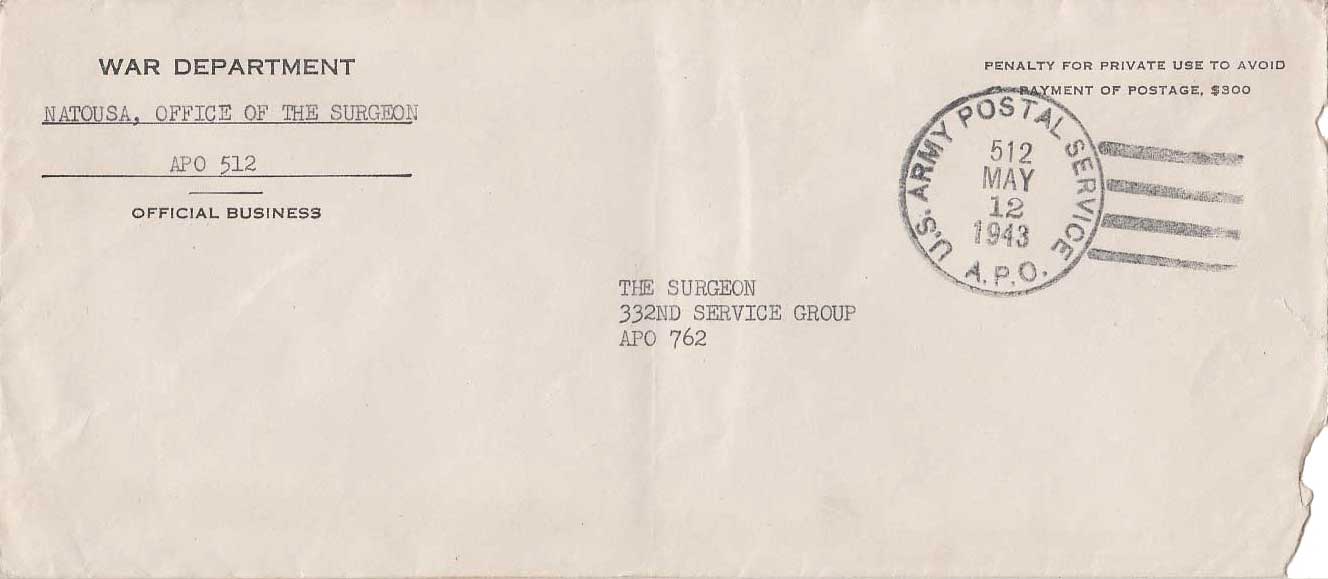 WAR DEPARTMENT
NATOUSA, OFFICE OF THE SURGEON
APO 512
OFFICIAL BUSINESS
PENALTY FOR PRIVATE USE TO AVOID
PAYMENT OF POSTAGE, $300
U.S. ARMY POSTAL SERVICE
512
MAY
12
1943
A.P.O.
THE SURGEON
332ND SERVICE GROUP
APO 762